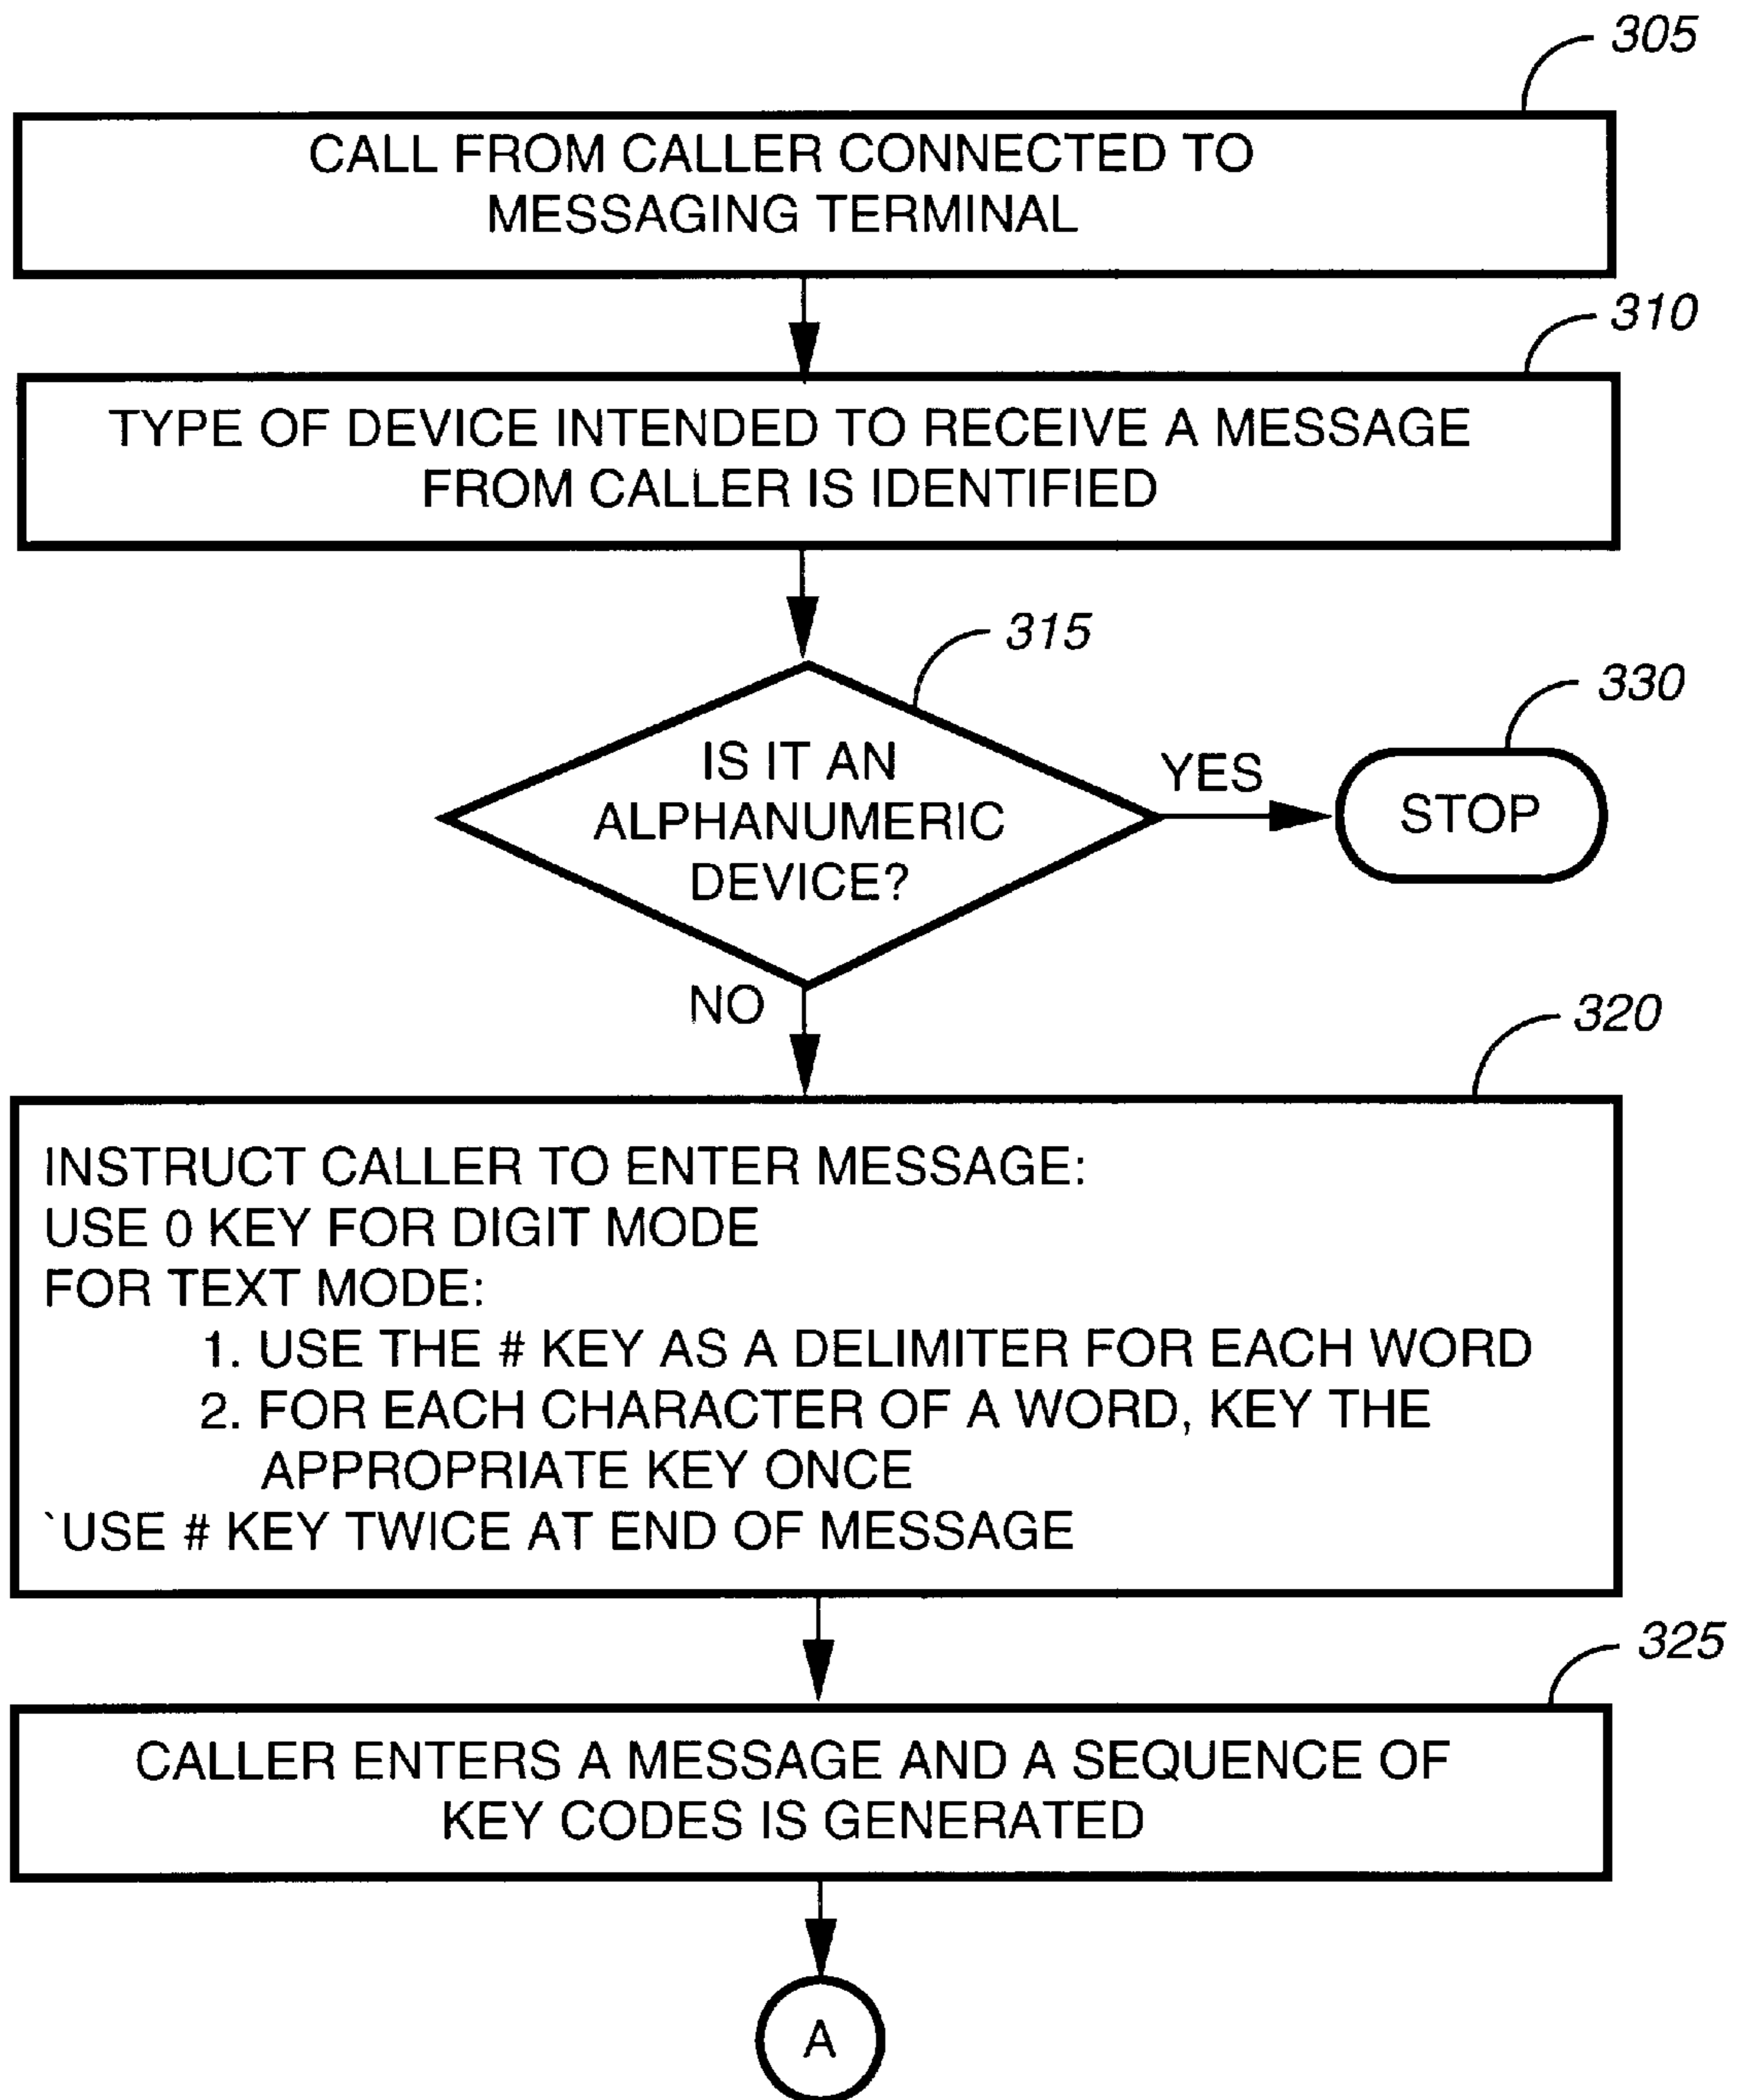 305
CALL FROM CALLER CONNECTED TO
MESSAGING TERMINAL
310
TYPE OF DEVICE INTENDED TO RECEIVE A MESSAGE
FROM CALLER IS IDENTIFIED
315
330
IS IT AN
ALPHANUMERIC
DEVICE?
YES
STOP
NO
320
INSTRUCT CALLER TO ENTER MESSAGE:
USE 0 KEY FOR DIGIT MODE
FOR TEXT MODE:
1. USE THE # KEY AS A DELIMITER FOR EACH WORD
2. FOR EACH CHARACTER OF A WORD, KEY THE
APPROPRIATE KEY ONCE
`USE # KEY TWICE AT END OF MESSAGE
325
CALLER ENTERS A MESSAGE AND A SEQUENCE OF
KEY CODES IS GENERATED
A